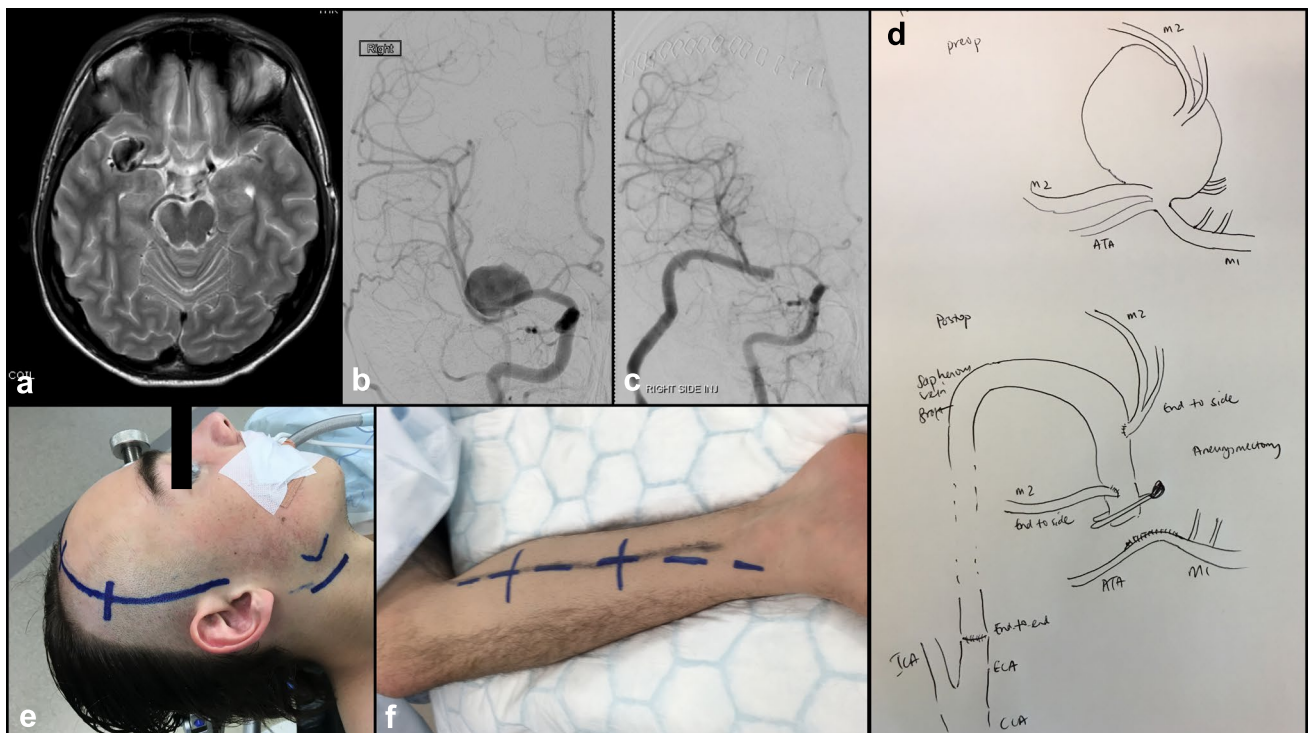 a
COIL
Right
b
RIGHT SIDE INJ
c
d
preop
M2
M2
ATA
M1
Postop
M2
Saphenous
vein
graft
End to side
Aneurysmectomy
M2
End to side
ATA
M1
End-to-end
ICA
ECA
CCA
e
f